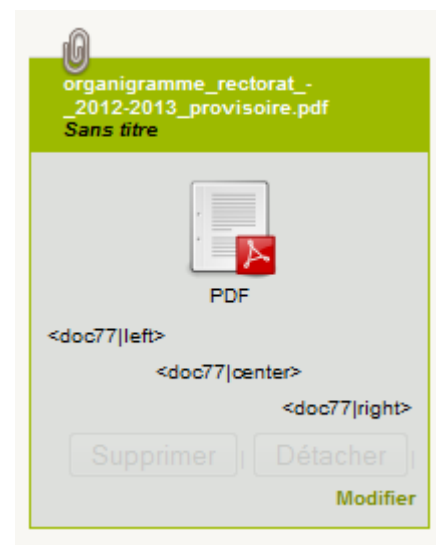 organigramme_rectorat_-
_2012-2013_provisoire.pdf
Sans titre
PDF
<doc77|left>
<doc77|center>
<doc77|right>
Supprimer | Détacher |
Modifier